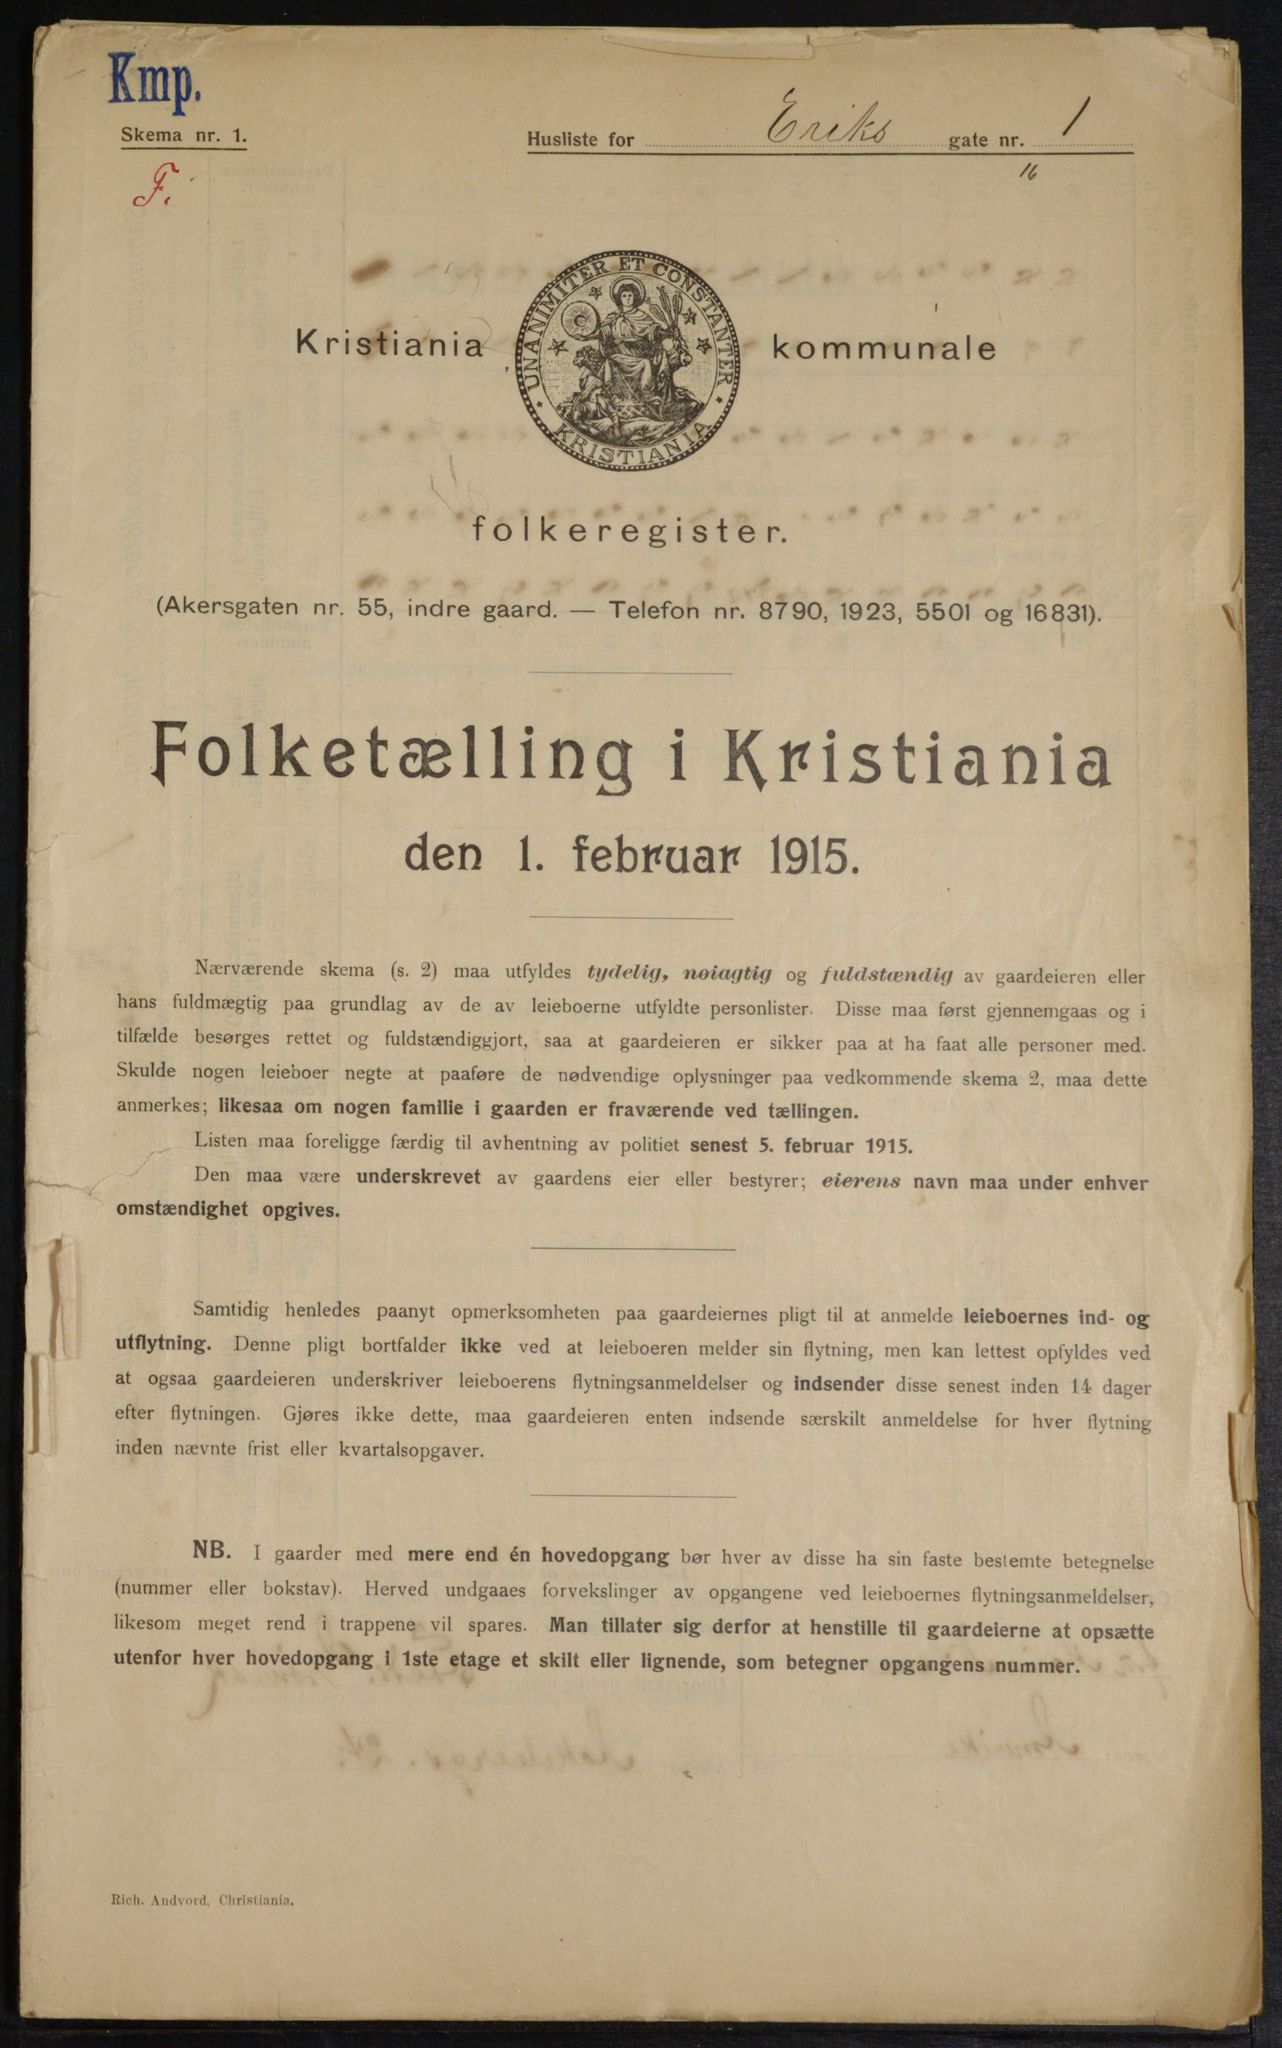 Kmp.
Skema nr. 1.
Husliste for Eriks gate nr. 1
F.
16
UNANIMITER ET CONSTANTER
KRISTIANIA
Kristiania kommunale
folkeregister.
(Akersgaten nr. 55, indre gaard. — Telefon nr. 8790, 1923, 5501 og 16831).
Folketælling i Kristiania
den 1. februar 1915.
Nærværende skema (s. 2) maa utfyldes tydelig, nøiagtig og fuldstændig av gaardeieren eller
hans fuldmægtig paa grundlag av de av leieboerne utfyldte personlister. Disse maa først gjennemgaas og i
tilfælde besørges rettet og fuldstændiggjort, saa at gaardeieren er sikker paa at ha faat alle personer med.
Skulde nogen leieboer negte at paaføre de nødvendige oplysninger paa vedkommende skema 2, maa dette
anmerkes; likesaa om nogen familie i gaarden er fraværende ved tællingen.
Listen maa foreligge færdig til avhentning av politiet senest 5. februar 1915.
Den maa være underskrevet av gaardens eier eller bestyrer; eierens navn maa under enhver
omstændighet opgives.
Samtidig henledes paanyt opmerksomheten paa gaardeiernes pligt til at anmelde leieboernes ind- og
utflytning. Denne pligt bortfalder ikke ved at leieboeren melder sin flytning, men kan lettest opfyldes ved
at ogsaa gaardeieren underskriver leieboerens flytningsanmeldelser og indsender disse senest inden 14 dager
efter flytningen. Gjøres ikke dette, maa gaardeieren enten indsende særskilt anmeldelse for hver flytning
inden nævnte frist eller kvartalsopgaver.
NB. I gaarder med mere end én hovedopgang bør hver av disse ha sin faste bestemte betegnelse
(nummer eller bokstav). Herved undgaaes forvekslinger av opgangene ved leieboernes flytningsanmeldelser,
likesom meget rend i trappene vil spares. Man tillater sig derfor at henstille til gaardeierne at opsætte
utenfor hver hovedopgang i 1ste etage et skilt eller lignende, som betegner opgangens nummer.
Rich. Andvord, Christiania.